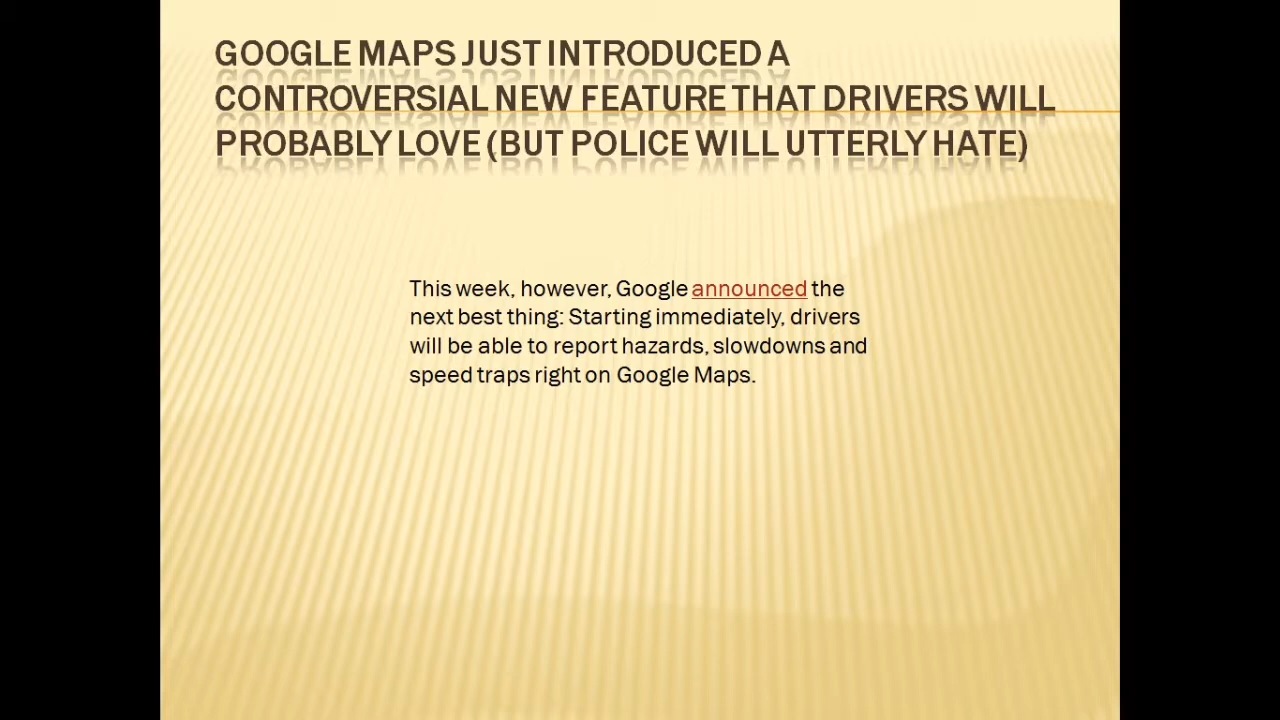 GOOGLE MAPS JUST INTRODUCED A
CONTROVERSIAL NEW FEATURE THAT DRIVERS WILL
PROBABLY LOVE (BUT POLICE WILL UTTERLY HATE)
This week, however, Google announced the
next best thing: Starting immediately, drivers
will be able to report hazards, slowdowns and
speed traps right on Google Maps.